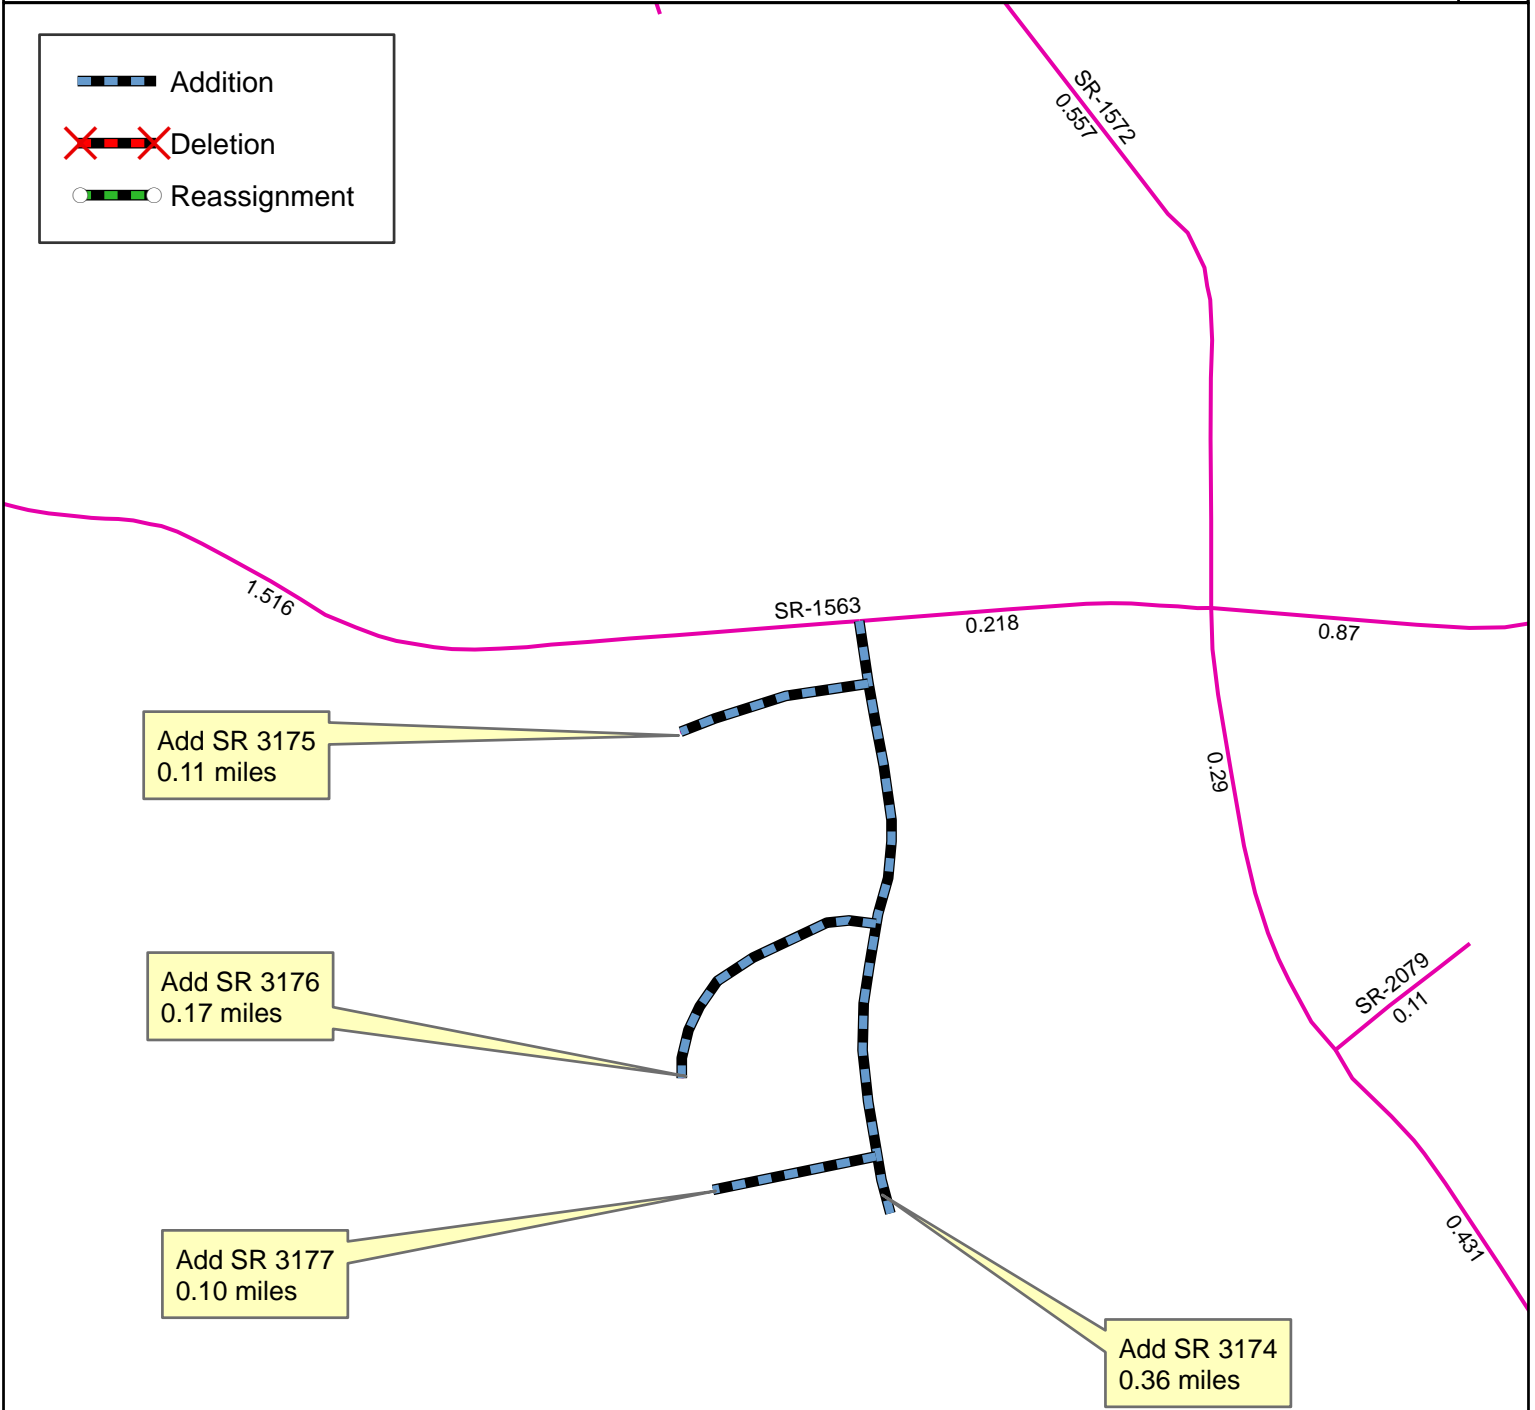 Addition
Deletion
Reassignment
SR-1572
0.557
1.516
SR-1563
0.218
0.87
Add SR 3175
0.11 miles
0.29
Add SR 3176
0.17 miles
SR-2079
0.11
Add SR 3177
0.10 miles
0.431
Add SR 3174
0.36 miles